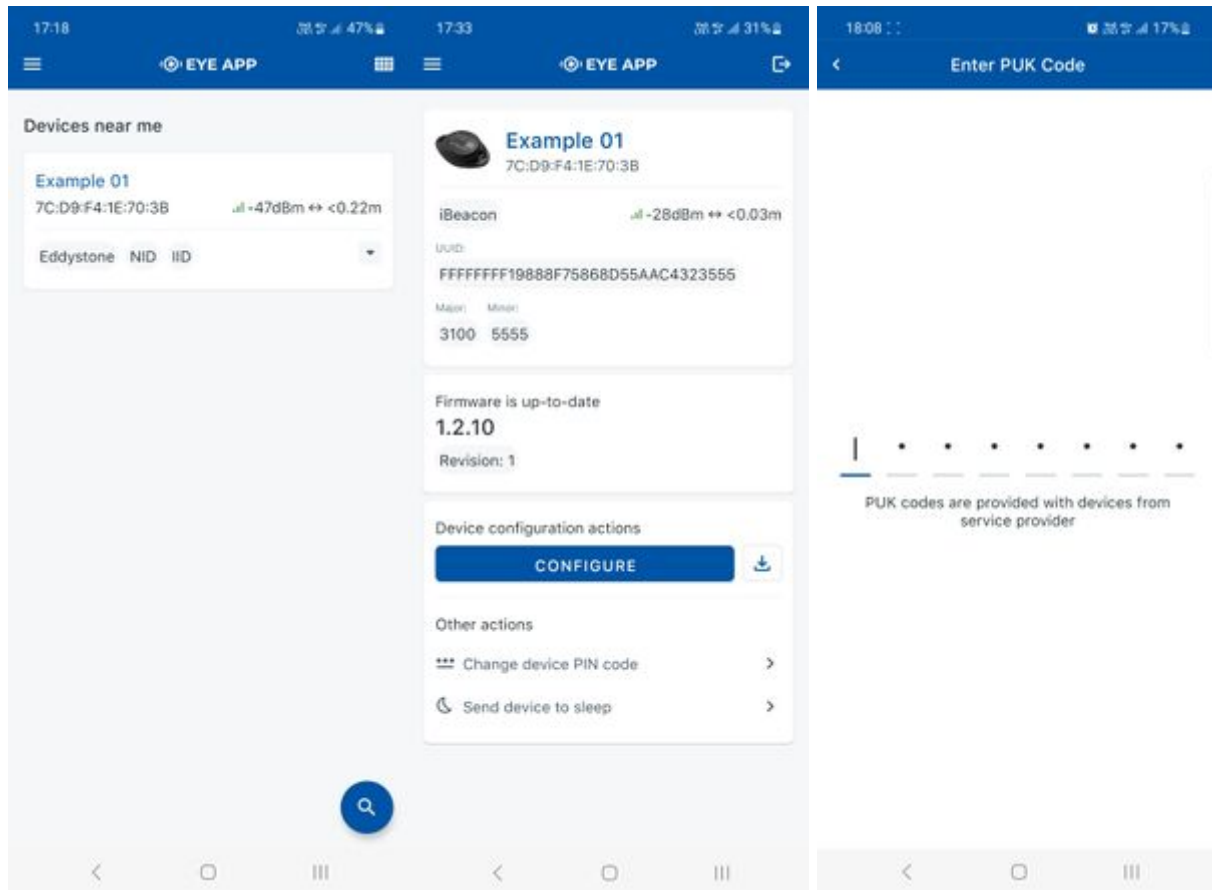 17:18
47%
EYE APP
Devices near me
Example 01
7C:D9:F4:1E:70:3B
-47dBm ↔ <0.22m
Eddystone NID IID
17:33
31%
EYE APP
Example 01
7C:D9:F4:1E:70:3B
iBeacon
-28dBm ↔ <0.03m
UUID:
FFFFFFFF19888F75868D55AAC4323555
Major: Minor:
3100 5555
Firmware is up-to-date
1.2.10
Revision: 1
Device configuration actions
CONFIGURE
Other actions
Change device PIN code
Send device to sleep
18:08
17%
Enter PUK Code
PUK codes are provided with devices from
service provider